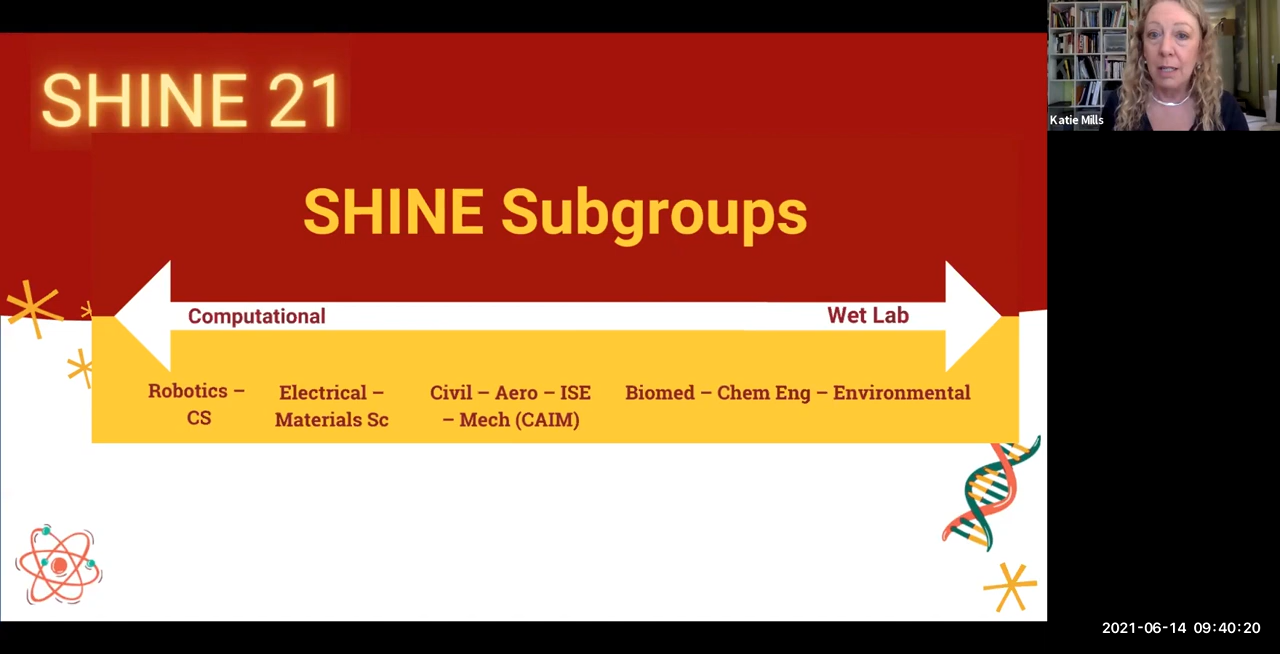 SHINE 21
Katie Mills
SHINE Subgroups
Computational
Wet Lab
Robotics –
CS
Electrical –
Materials Sc
Civil – Aero – ISE
– Mech (CAIM)
Biomed – Chem Eng – Environmental
2021-06-14 09:40:20